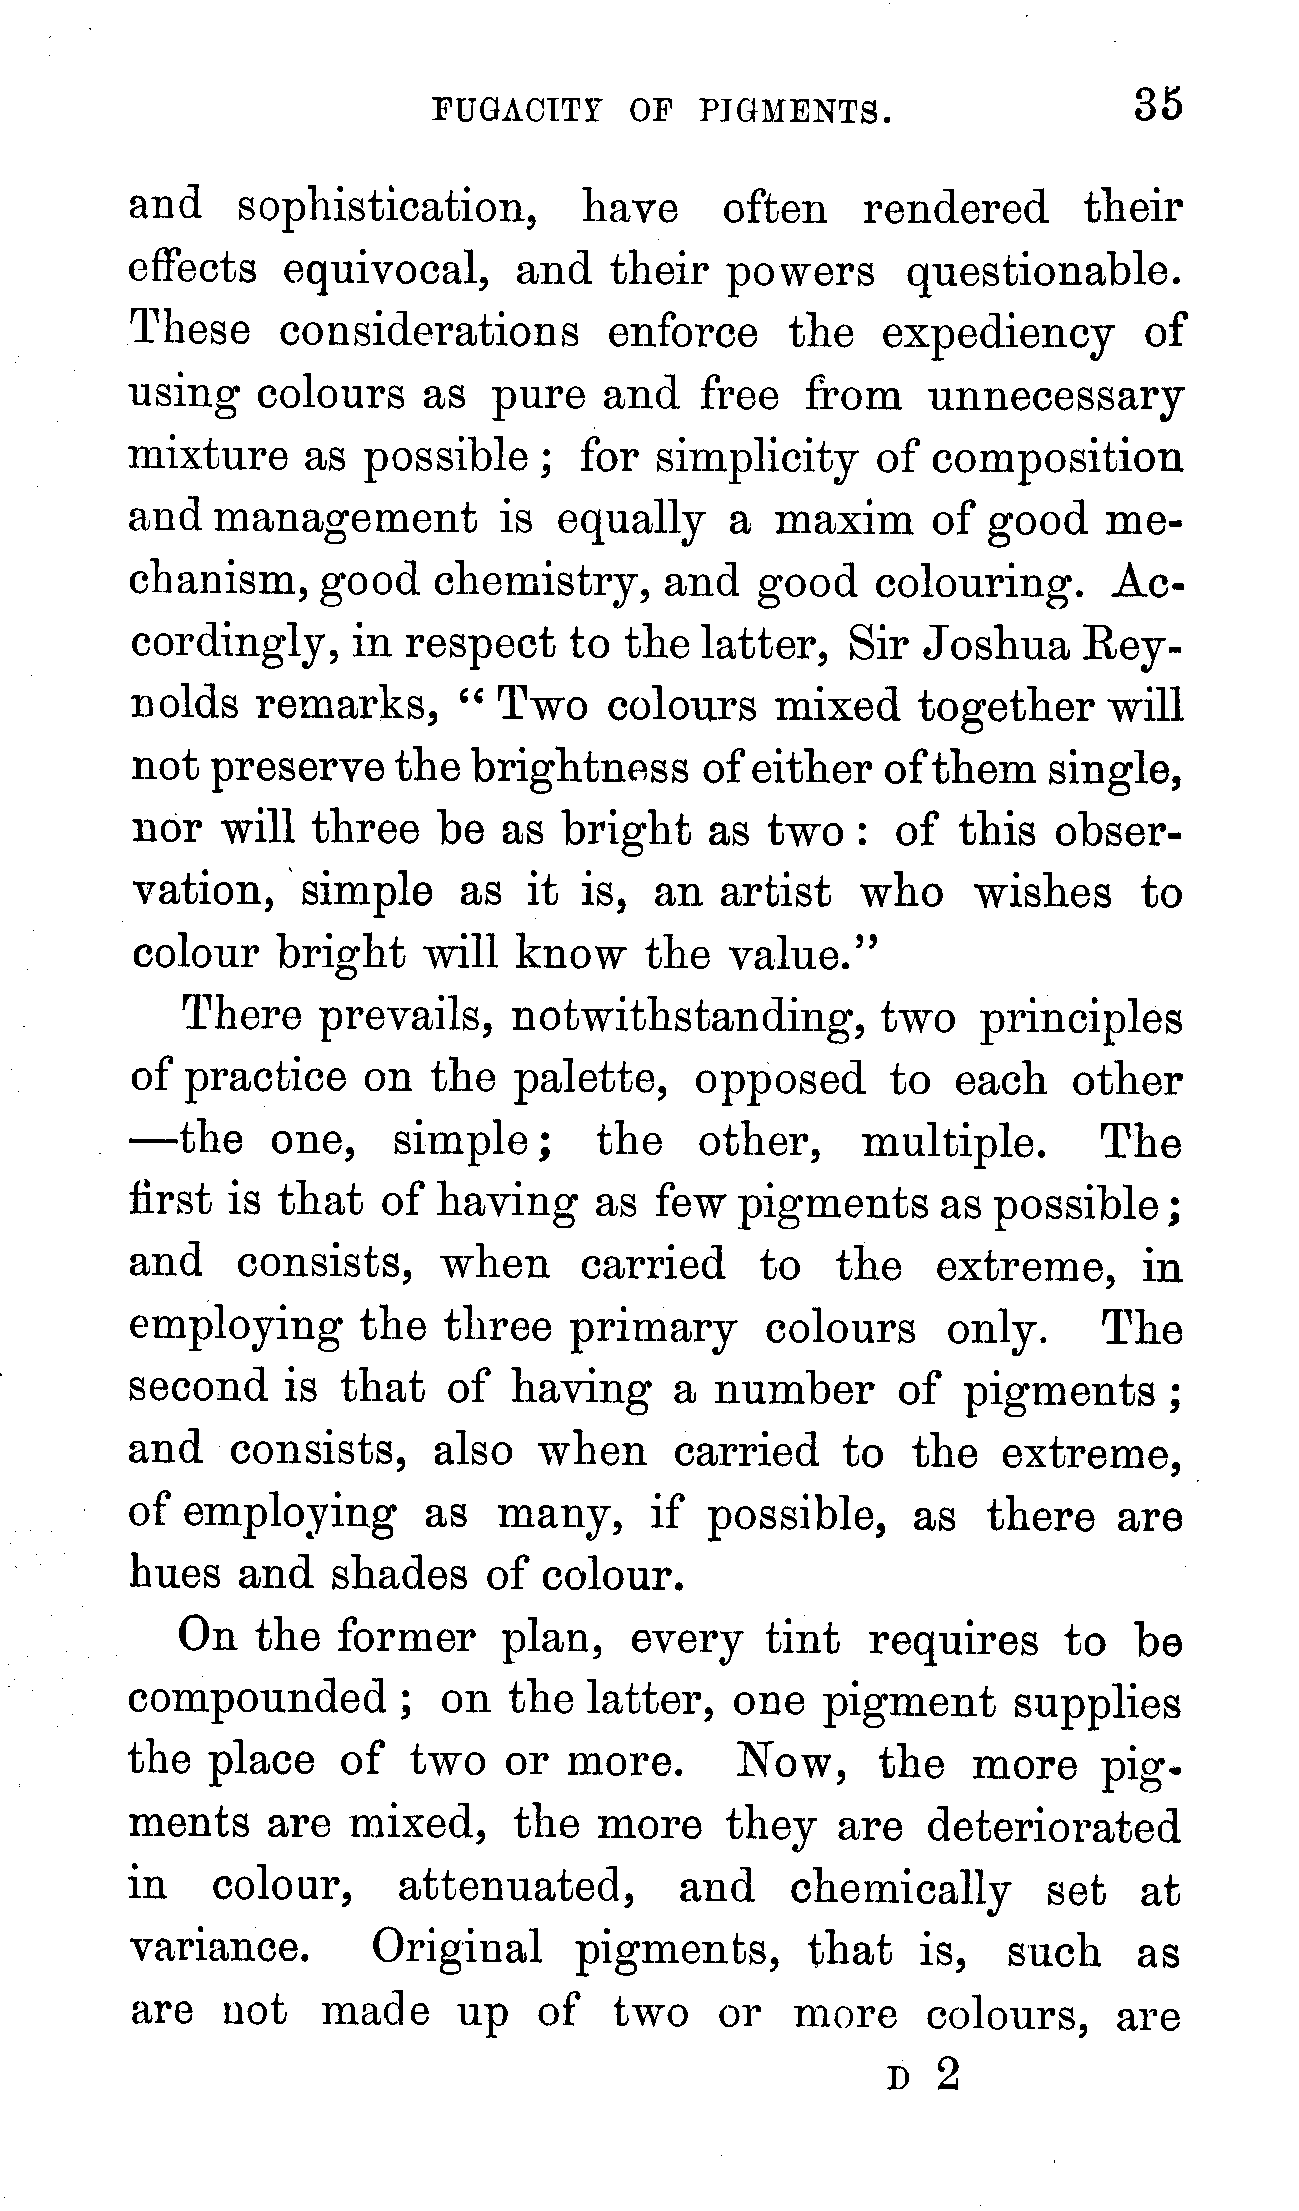 FUGACITY OF PIGMENTS. 35
and sophistication, have often rendered their
effects equivocal, and their powers questionable.
These considerations enforce the expediency of
using colours as pure and free from unnecessary
mixture as possible ; for simplicity of composition
and management is equally a maxim of good me-
chanism, good chemistry, and good colouring. Ac-
cordingly, in respect to the latter, Sir Joshua Rey-
nolds remarks, “ Two colours mixed together will
not preserve the brightness of either of them single,
nor will three be as bright as two : of this obser-
vation, simple as it is, an artist who wishes to
colour bright will know the value.”
There prevails, notwithstanding, two principles
of practice on the palette, opposed to each other
—the one, simple ; the other, multiple. The
first is that of having as few pigments as possible ;
and consists, when carried to the extreme, in
employing the three primary colours only. The
second is that of having a number of pigments ;
and consists, also when carried to the extreme,
of employing as many, if possible, as there are
hues and shades of colour.
On the former plan, every tint requires to be
compounded ; on the latter, one pigment supplies
the place of two or more. Now, the more pig-
ments are mixed, the more they are deteriorated
in colour, attenuated, and chemically set at
variance. Original pigments, that is, such as
are not made up of two or more colours, are
D 2